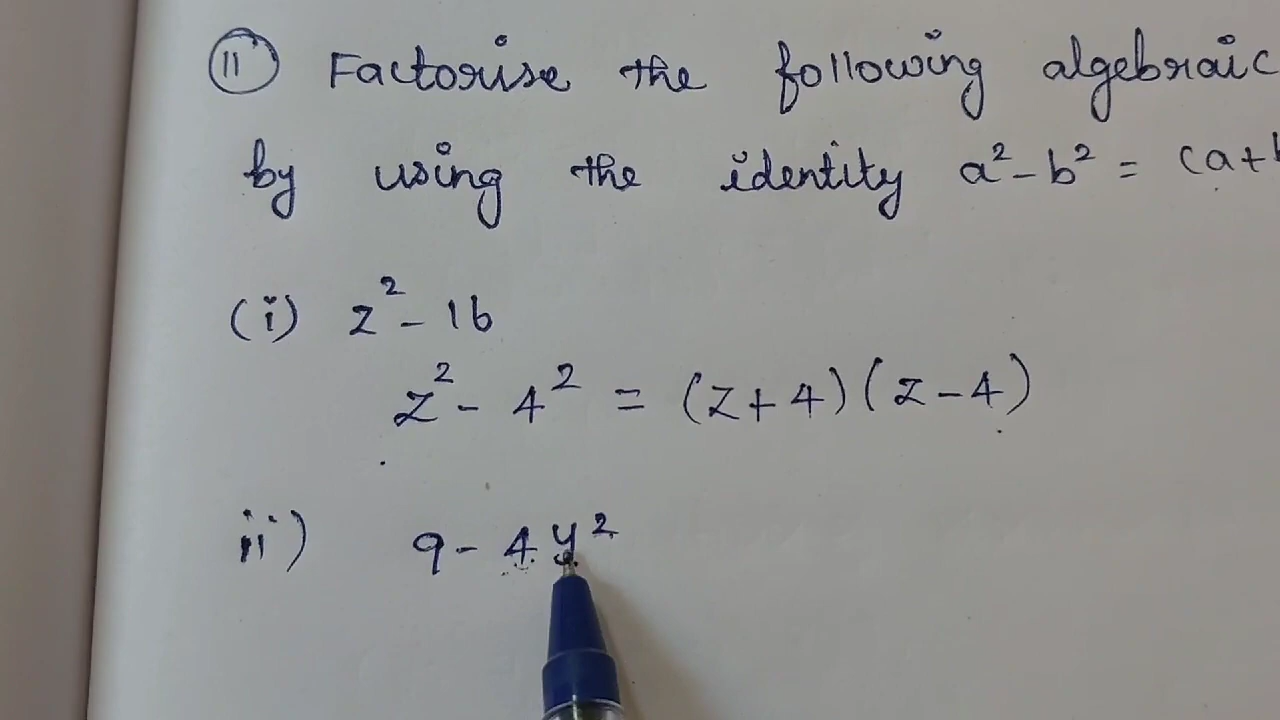 11 Factorise the following algebraic
by using the identity a² - b² = (a+b
(i) z² - 16
z² - 4² = (z+4)(z-4)
ii) 9 - 4y²